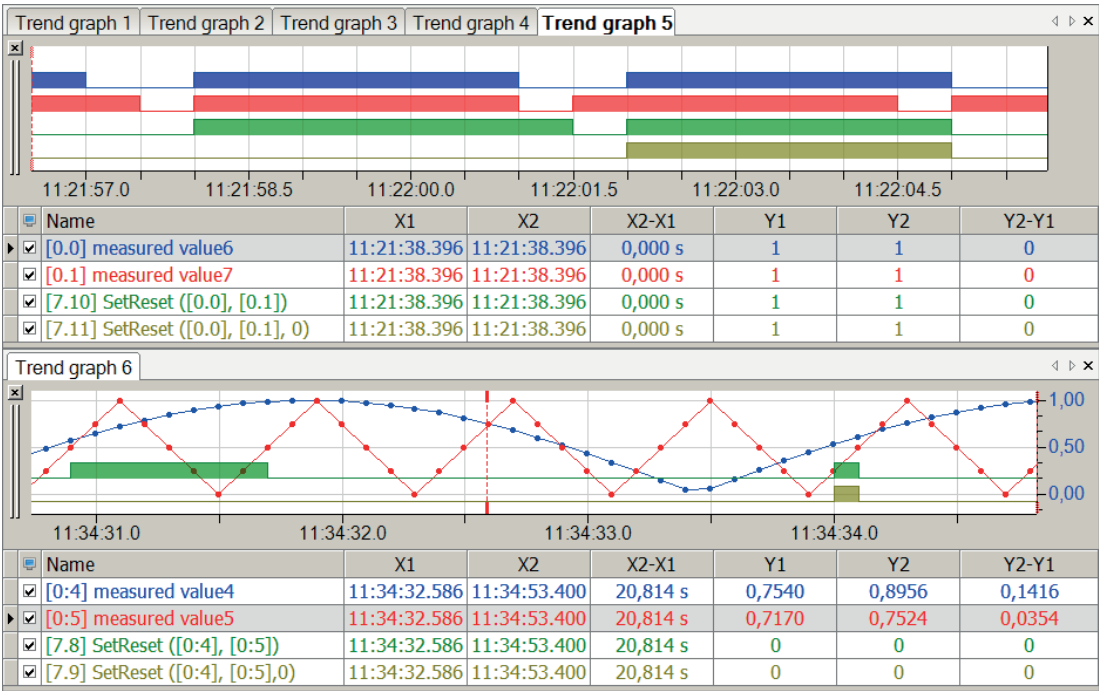 Trend graph 1 Trend graph 2 Trend graph 3 Trend graph 4 Trend graph 5
11:21:57.0 11:21:58.5 11:22:00.0 11:22:01.5 11:22:03.0 11:22:04.5
Name X1 X2 X2-X1 Y1 Y2 Y2-Y1
[0.0] measured value6 11:21:38.396 11:21:38.396 0,000 s 1 1 0
[0.1] measured value7 11:21:38.396 11:21:38.396 0,000 s 1 1 0
[7.10] SetReset ([0.0], [0.1]) 11:21:38.396 11:21:38.396 0,000 s 1 1 0
[7.11] SetReset ([0.0], [0.1], 0) 11:21:38.396 11:21:38.396 0,000 s 1 1 0
Trend graph 6
1,00
0,50
0,00
11:34:31.0 11:34:32.0 11:34:33.0 11:34:34.0
Name X1 X2 X2-X1 Y1 Y2 Y2-Y1
[0:4] measured value4 11:34:32.586 11:34:53.400 20,814 s 0,7540 0,8956 0,1416
[0:5] measured value5 11:34:32.586 11:34:53.400 20,814 s 0,7170 0,7524 0,0354
[7.8] SetReset ([0:4], [0:5]) 11:34:32.586 11:34:53.400 20,814 s 0 0 0
[7.9] SetReset ([0:4], [0:5],0) 11:34:32.586 11:34:53.400 20,814 s 0 0 0